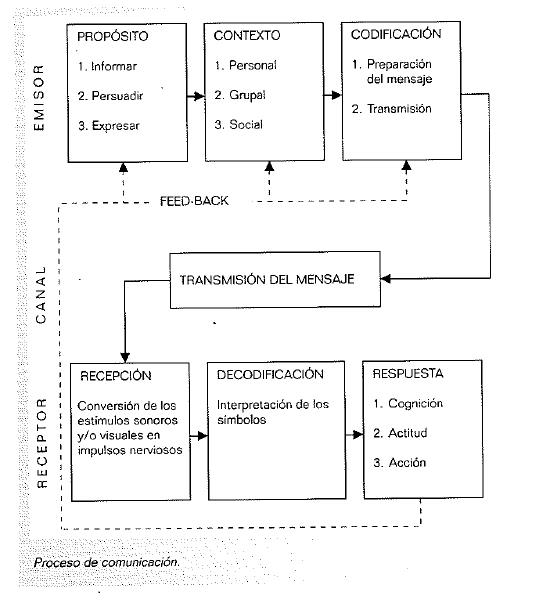 EMISOR
PROPÓSITO
1. Informar
2. Persuadir
3. Expresar
CONTEXTO
1. Personal
2. Grupal
3. Social
CODIFICACIÓN
1. Preparación
del mensaje
2. Transmisión
FEED-BACK
CANAL
TRANSMISIÓN DEL MENSAJE
RECEPTOR
RECEPCIÓN
Conversión de los
estímulos sonoros
y/o visuales en
impulsos nerviosos
DECODIFICACIÓN
Interpretación de los
símbolos
RESPUESTA
1. Cognición
2. Actitud
3. Acción
Proceso de comunicación.